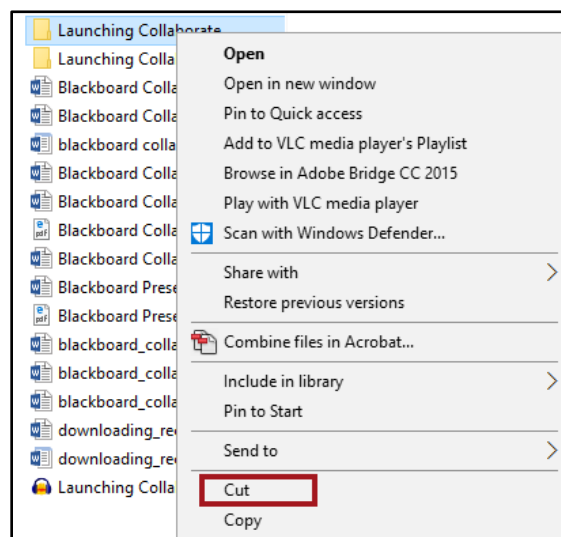 Launching Collaborate
Launching Colla
Blackboard Colla
Blackboard Colla
blackboard colla
Blackboard Colla
Blackboard Colla
Blackboard Colla
Blackboard Colla
Blackboard Prese
Blackboard Prese
blackboard_colla
blackboard_colla
blackboard_colla
downloading_re
downloading_re
Launching Colla
Open
Open in new window
Pin to Quick access
Add to VLC media player's Playlist
Browse in Adobe Bridge CC 2015
Play with VLC media player
Scan with Windows Defender...
Share with
Restore previous versions
Combine files in Acrobat...
Include in library
Pin to Start
Send to
Cut
Copy